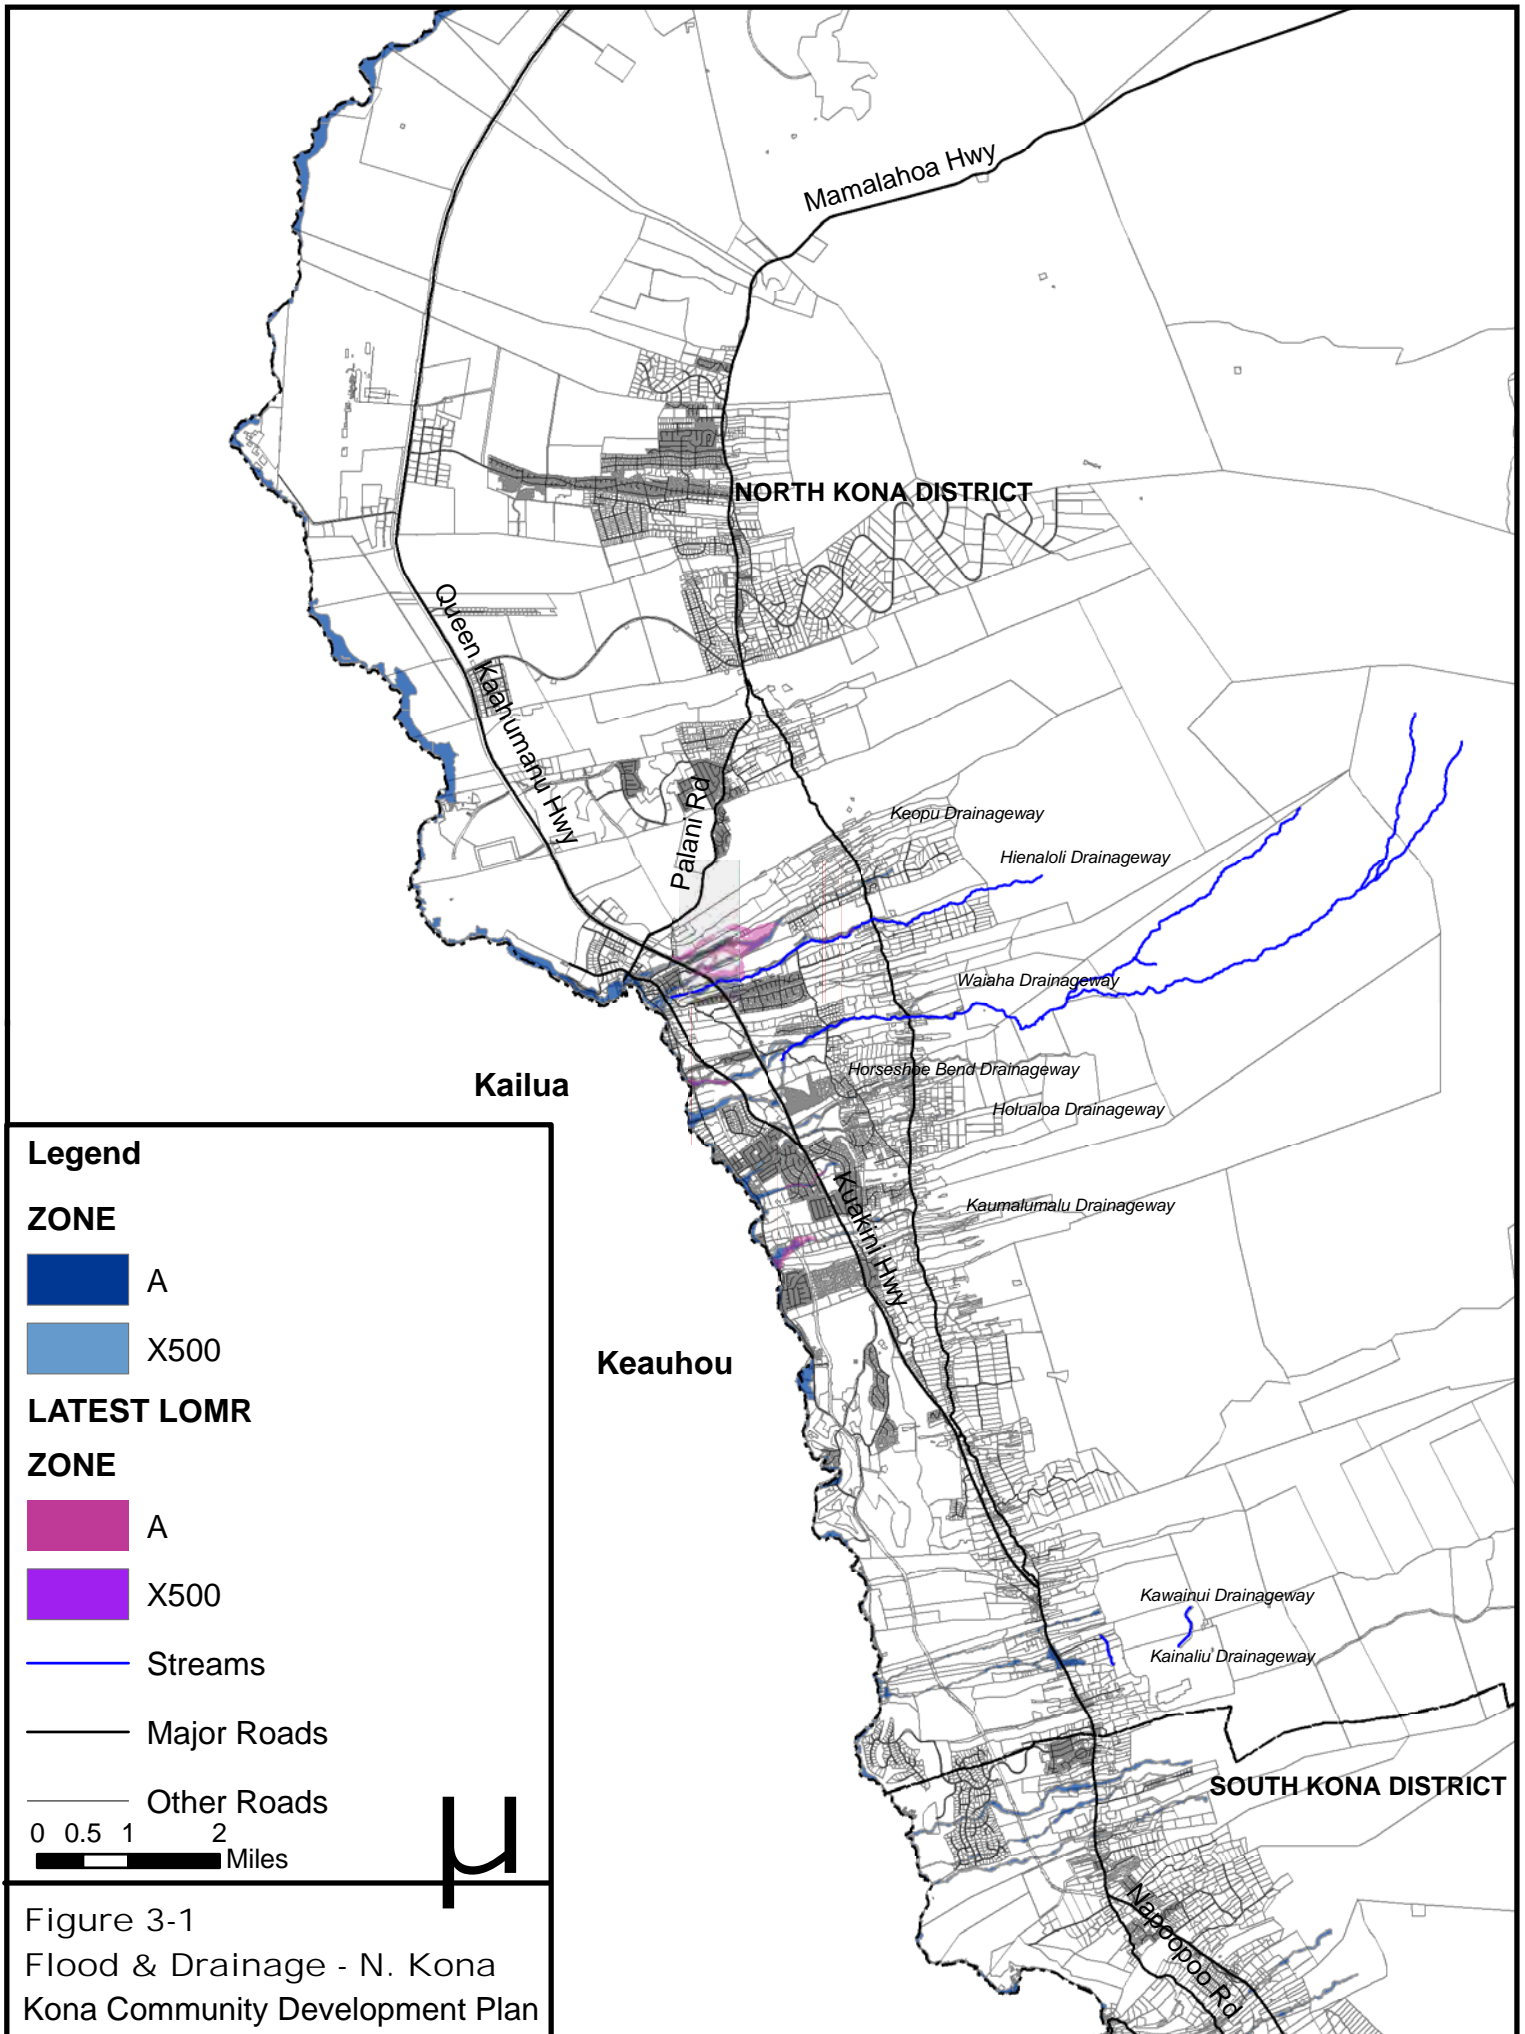 Mamalahoa Hwy
NORTH KONA DISTRICT
Queen Kaahumanu Hwy
Palani Rd
Keopu Drainageway
Hienaloli Drainageway
Waiaha Drainageway
Horseshoe Bend Drainageway
Holualoa Drainageway
Kailua
Kaumalumalu Drainageway
Kuakini Hwy
Keauhou
Kawainui Drainageway
Kainaliu Drainageway
SOUTH KONA DISTRICT
Napoopoo Rd
Legend
ZONE
A
X500
LATEST LOMR
ZONE
A
X500
Streams
Major Roads
Other Roads
0 0.5 1 2
Miles
µ
Figure 3-1
Flood & Drainage - N. Kona
Kona Community Development Plan